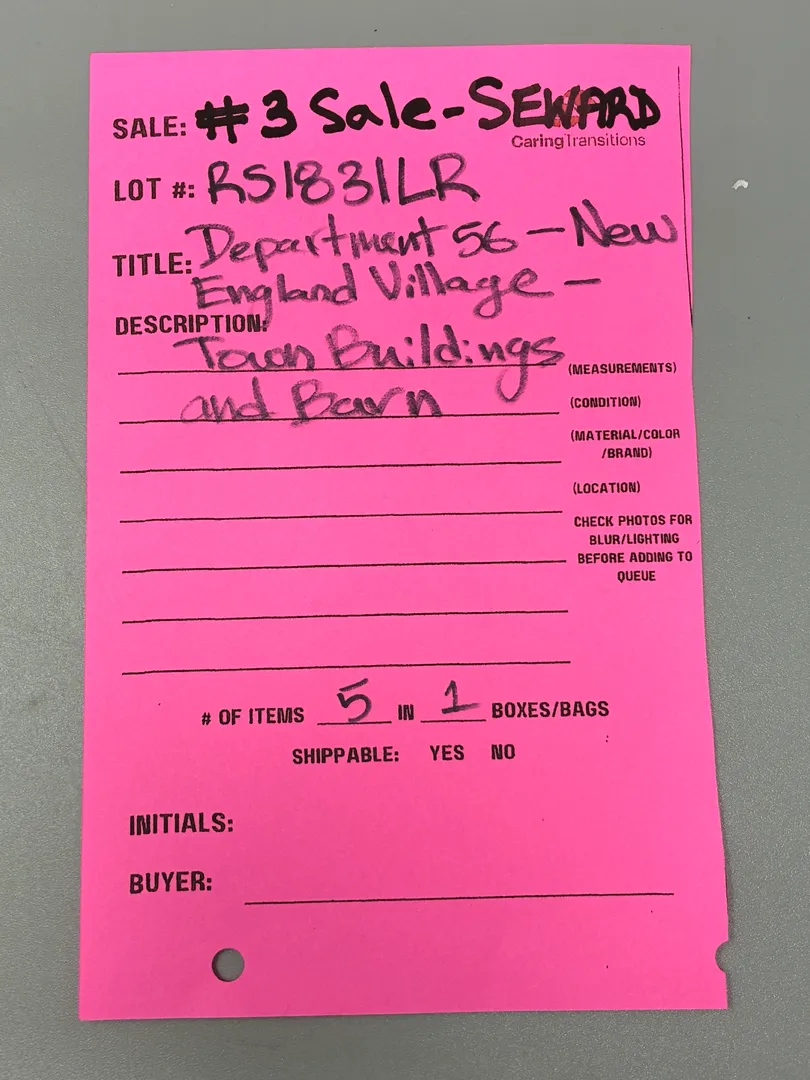 SALE: #3 Sale-SEWARD
CaringTransitions
LOT #: RS1831LR
TITLE: Department 56 - New
England Village -
DESCRIPTION:
Town Buildings
(MEASUREMENTS)
and Barn
(CONDITION)
(MATERIAL/COLOR
/BRAND)
(LOCATION)
CHECK PHOTOS FOR
BLUR/LIGHTING
BEFORE ADDING TO
QUEUE
# OF ITEMS 5 IN 1 BOXES/BAGS
SHIPPABLE: YES NO
INITIALS:
BUYER: